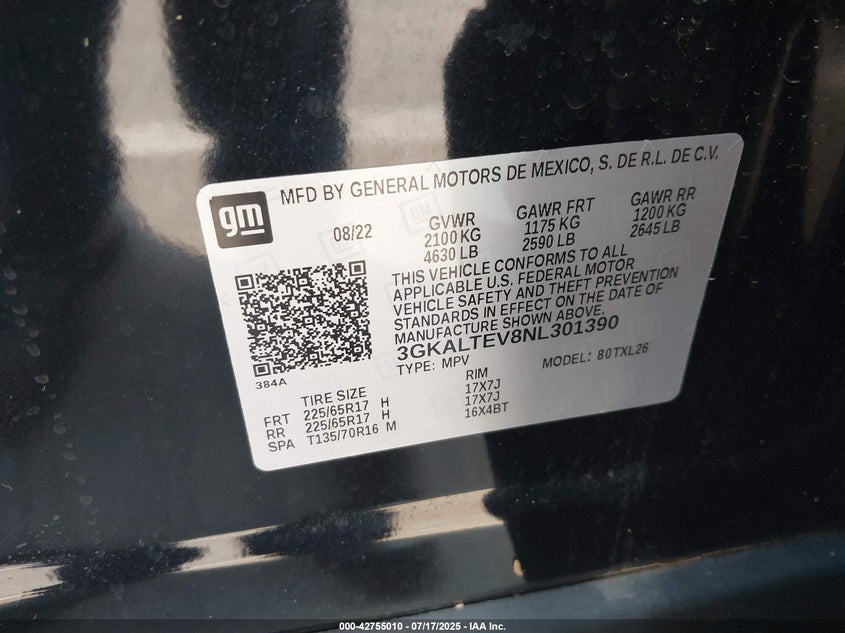 gm
MFD BY GENERAL MOTORS DE MEXICO, S. DE R.L. DE C.V.
08/22 GVWR GAWR FRT GAWR RR
2100 KG 1175 KG 1200 KG
4630 LB 2590 LB 2645 LB
THIS VEHICLE CONFORMS TO ALL
APPLICABLE U.S. FEDERAL MOTOR
VEHICLE SAFETY AND THEFT PREVENTION
STANDARDS IN EFFECT ON THE DATE OF
MANUFACTURE SHOWN ABOVE.
3GKALTEV8NL301390
TYPE: MPV MODEL: 80TXL26
384A
TIRE SIZE RIM
FRT 225/65R17 H 17X7J
RR 225/65R17 H 17X7J
SPA T135/70R16 M 16X4BT
000-42755010 - 07/17/2025 - IAA Inc.